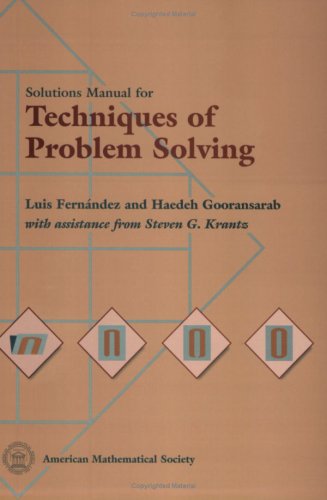 Solutions Manual for
Techniques of
Problem Solving
Luis Fernández and Haedeh Gooransarab
with assistance from Steven G. Krantz
American Mathematical Society